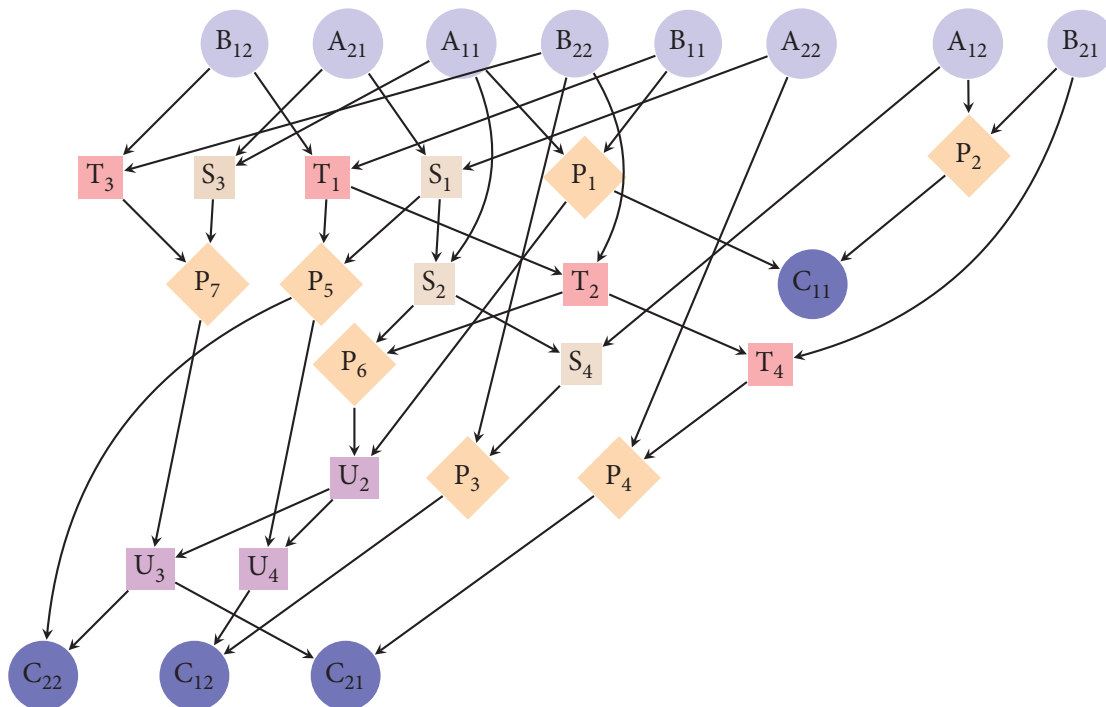 B₁₂ A₂₁ A₁₁ B₂₂ B₁₁ A₂₂ A₁₂ B₂₁
P₂
T₃ S₃ T₁ S₁ P₁
P₇ P₅ S₂ T₂ C₁₁
P₆ S₄ T₄
U₂ P₃ P₄
U₃ U₄
C₂₂ C₁₂ C₂₁